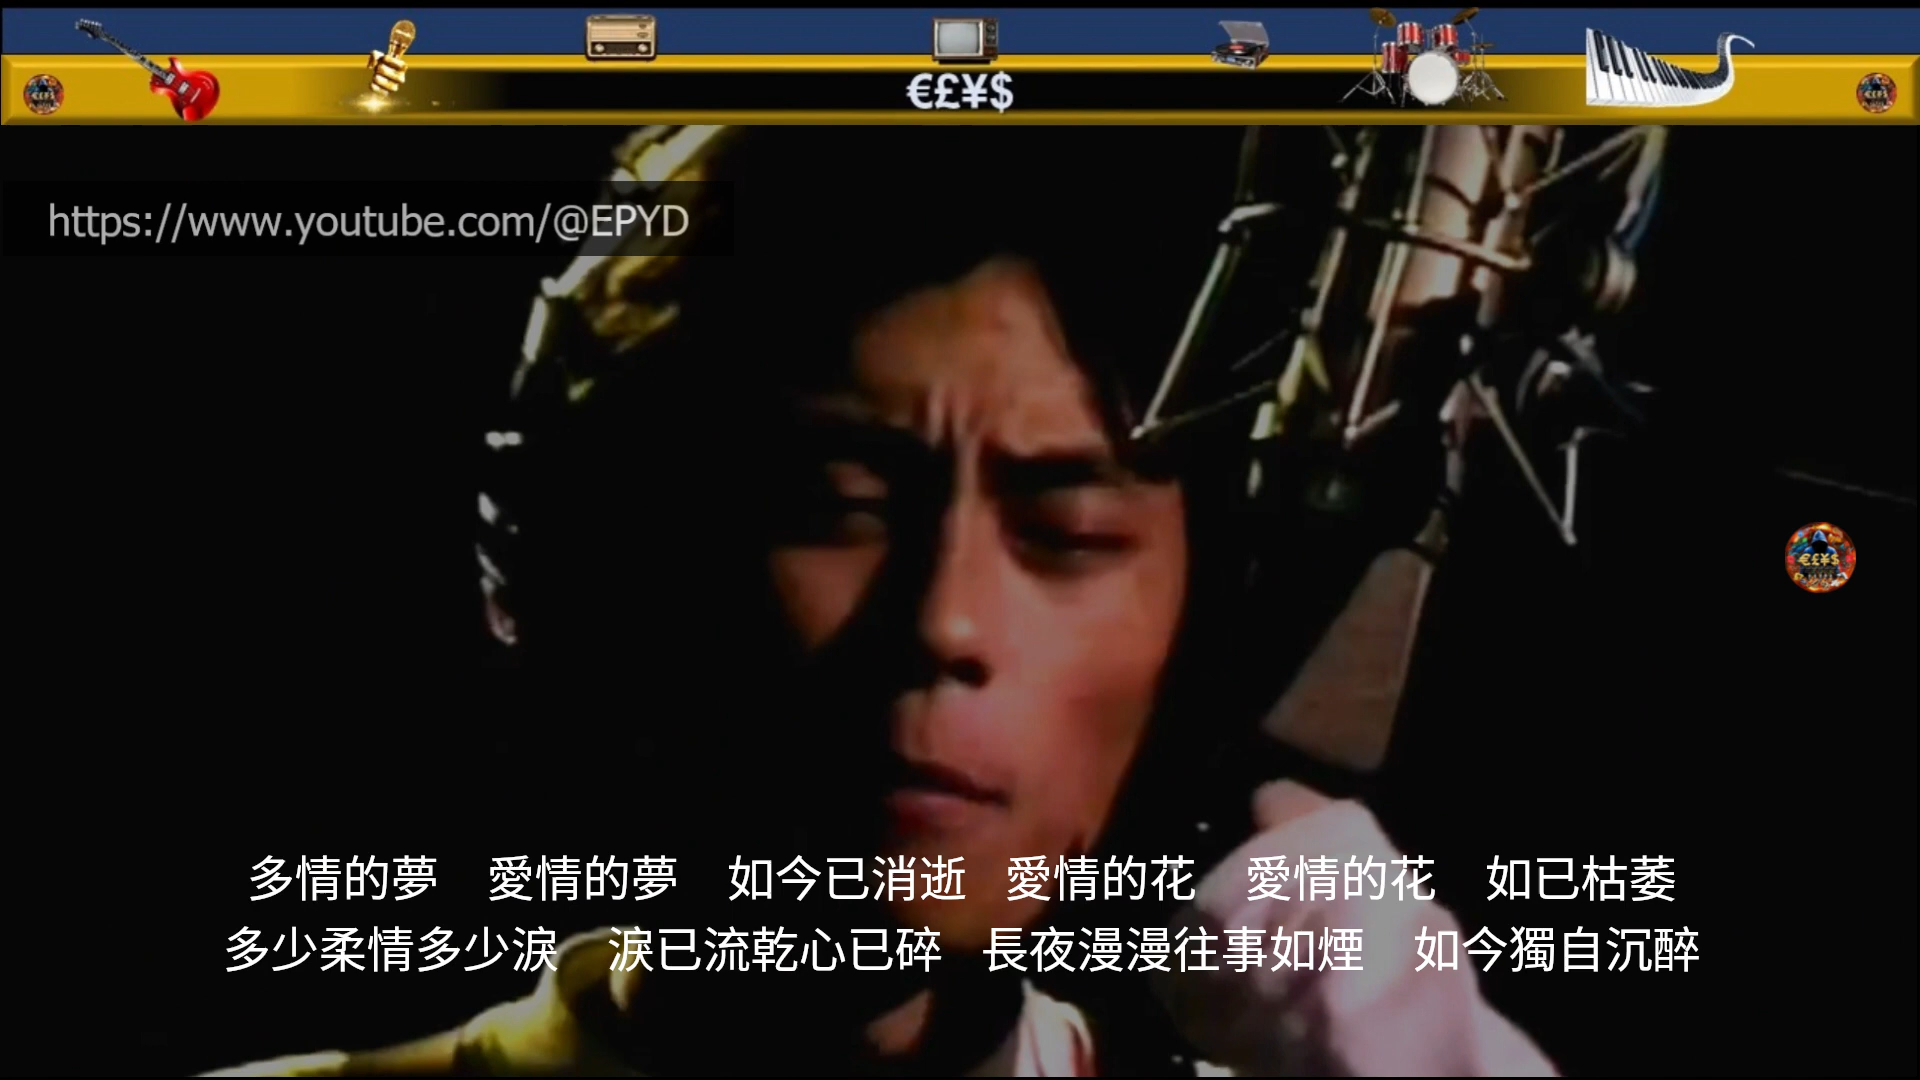 €£¥$
https://www.youtube.com/@EPYD
€£¥$
多情的夢　愛情的夢　如今已消逝 愛情的花　愛情的花　如已枯萎
多少柔情多少淚　淚已流乾心已碎 長夜漫漫往事如煙　如今獨自沉醉